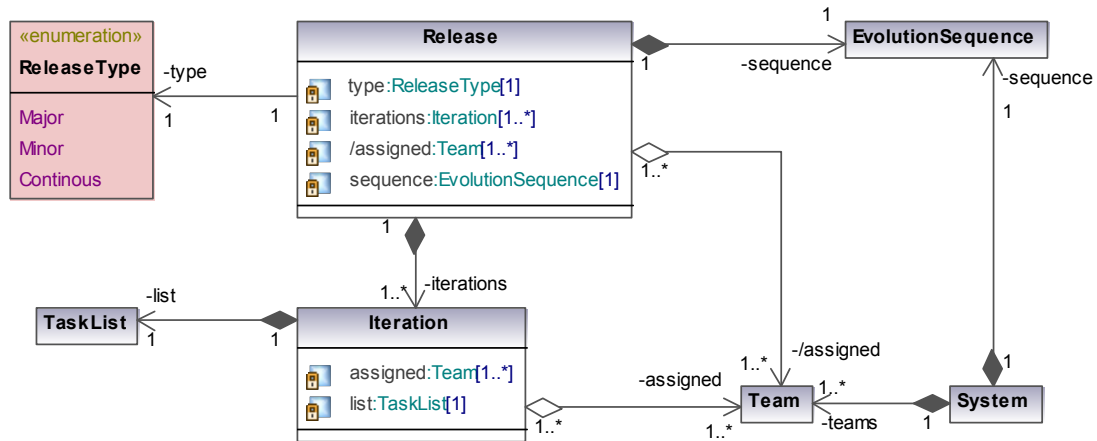 «enumeration»
ReleaseType
Major
Minor
Continous
-type
1
1
Release
type:ReleaseType[1]
iterations:Iteration[1..*]
/assigned:Team[1..*]
sequence:EvolutionSequence[1]
1
1
-sequence
EvolutionSequence
-sequence
1
1..*
1
1..*
-iterations
-list
TaskList
1
1
Iteration
assigned:Team[1..*]
list:TaskList[1]
1..*
-assigned
1..*
1..*
-/assigned
Team
1..*
-teams
1
1
System